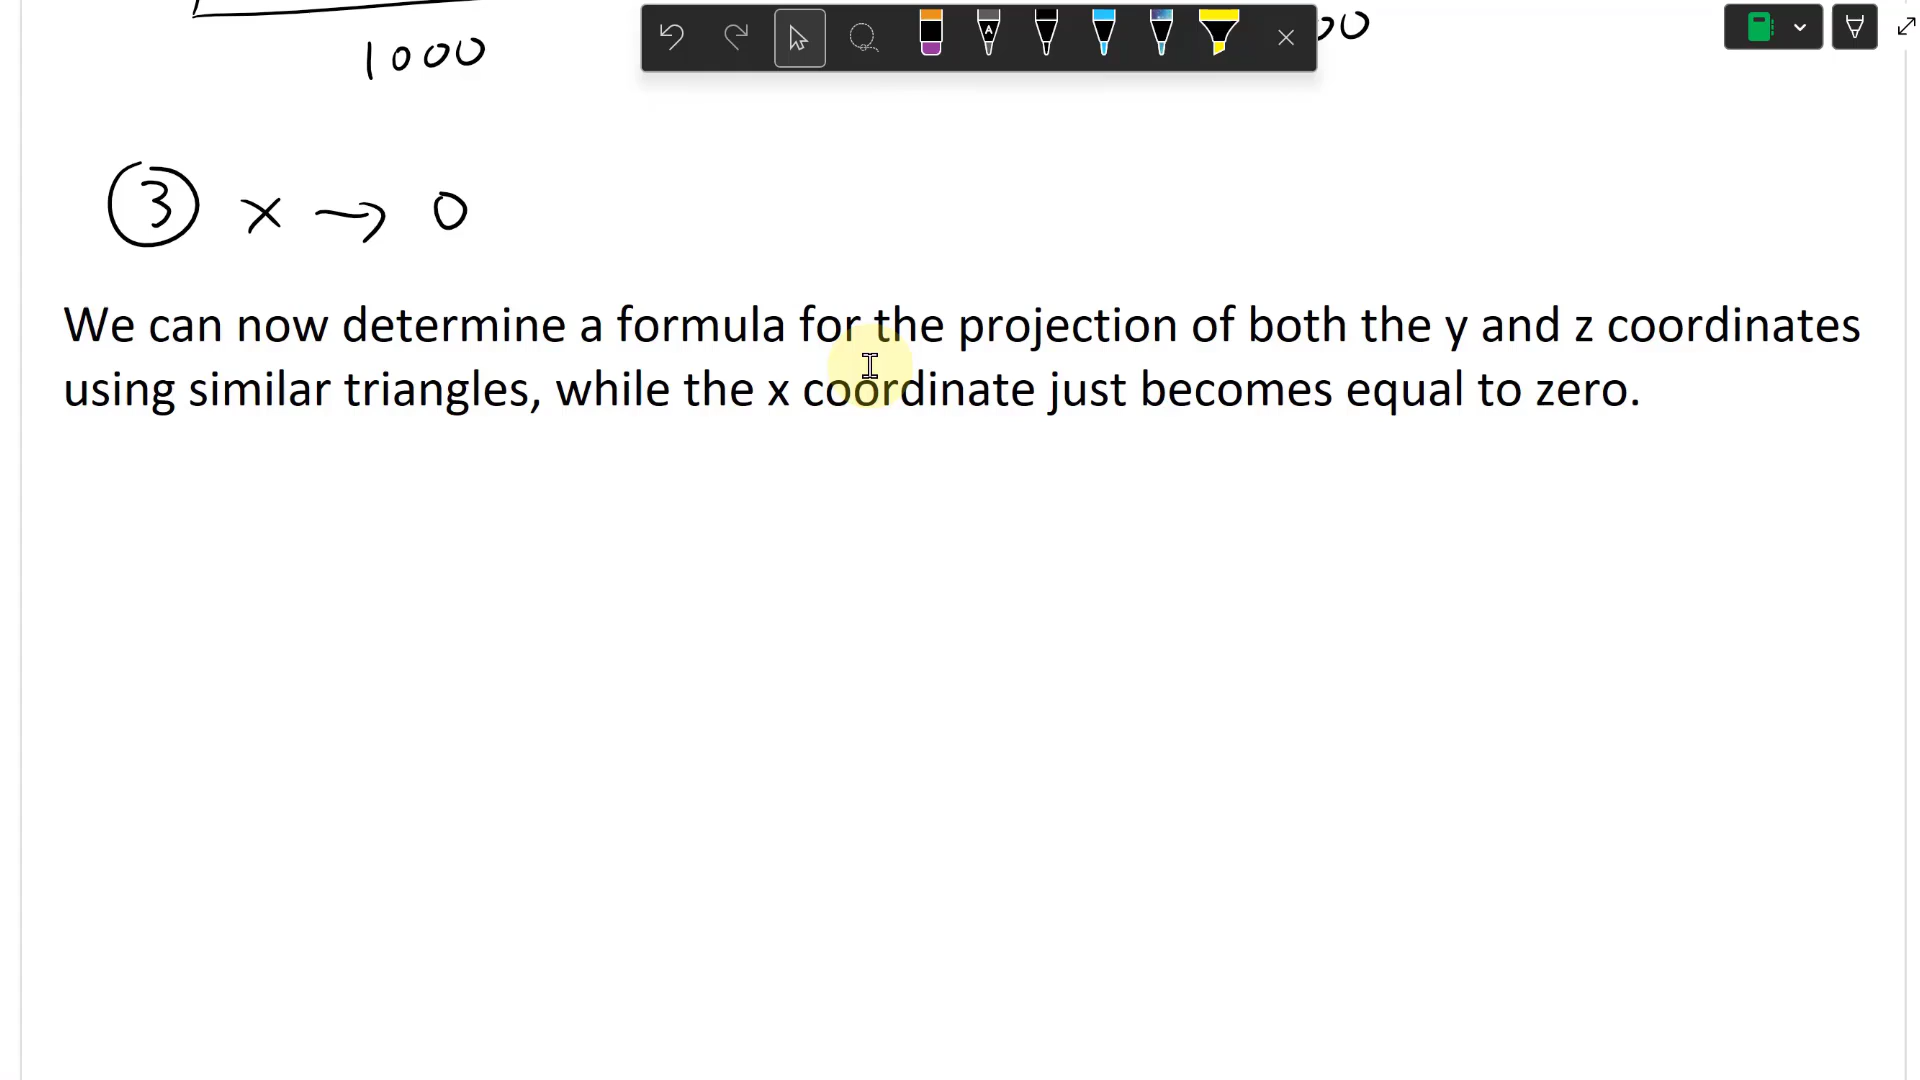 1000
③ x → 0
We can now determine a formula for the projection of both the y and z coordinates
using similar triangles, while the x coordinate just becomes equal to zero.